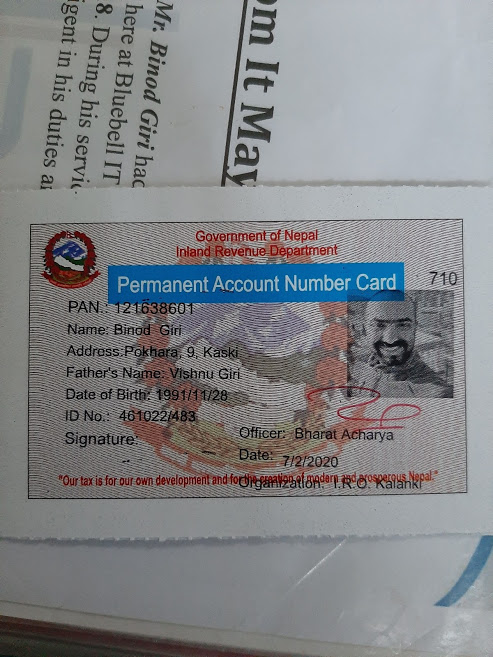 om It May
Mr. Binod Giri had
here at Bluebell IT
8. During his servic
igent in his duties an
Government of Nepal
Inland Revenue Department
Permanent Account Number Card
710
PAN.: 121638601
Name: Binod Giri
Address:Pokhara, 9, Kaski
Father's Name: Vishnu Giri
Date of Birth: 1991/11/28
ID No.: 461022/483
Signature:
Officer: Bharat Acharya
--
Date: 7/2/2020
"Our tax is for our own development and for the creation of modern and prosperous Nepal."
Organization: I.R.O. Kalanki